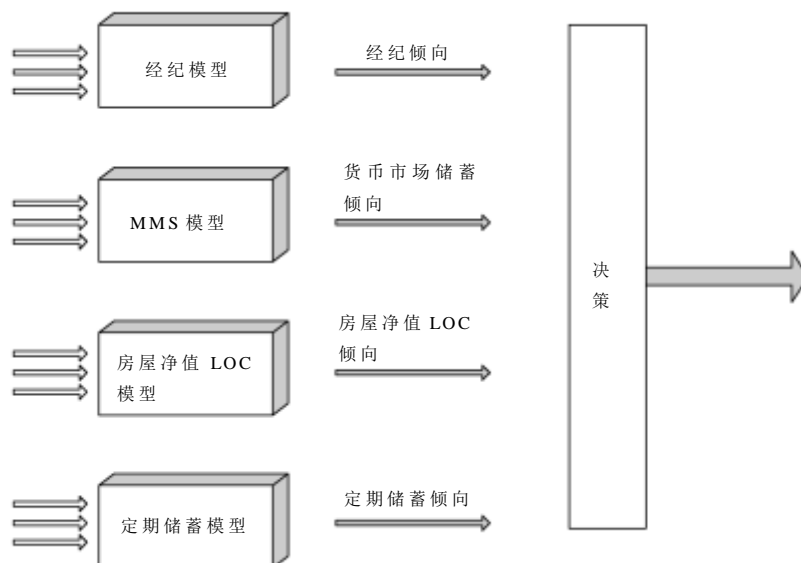 经纪模型
经纪倾向
MMS 模型
货币市场储蓄
倾向
房屋净值 LOC
模型
房屋净值 LOC
倾向
定期储蓄模型
定期储蓄倾向
决
策